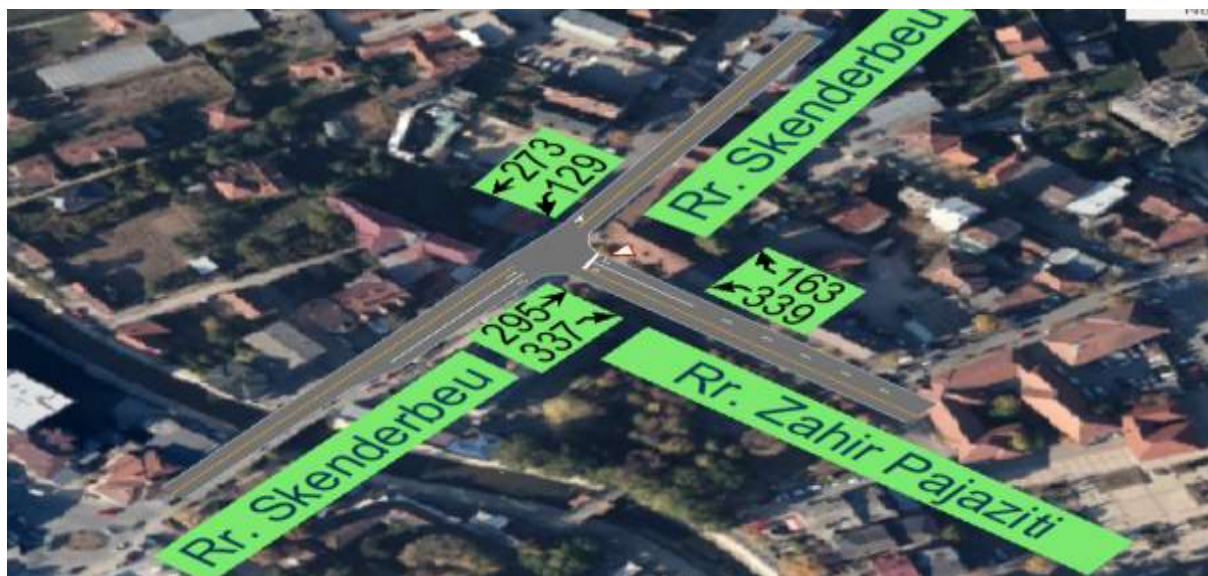 Rr. Skenderbeu
273
129
163
339
295
337
Rr. Skenderbeu
Rr. Zahir Pajaziti